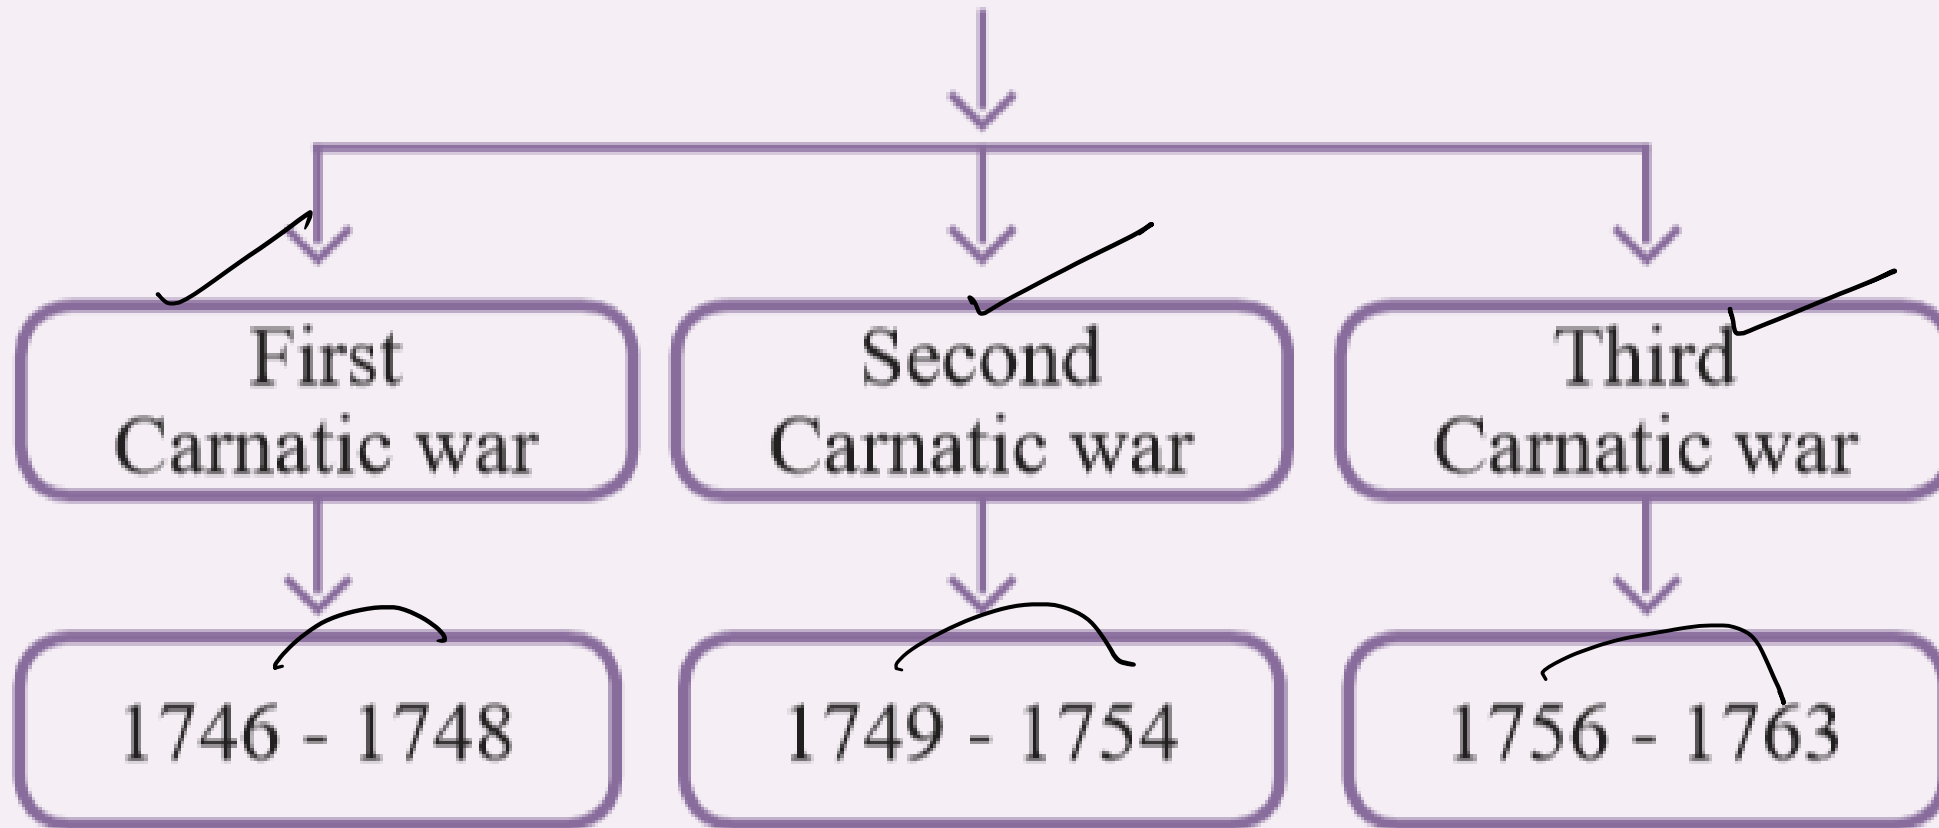 First
Carnatic war
Second
Carnatic war
Third
Carnatic war
1746 - 1748
1749 - 1754
1756 - 1763